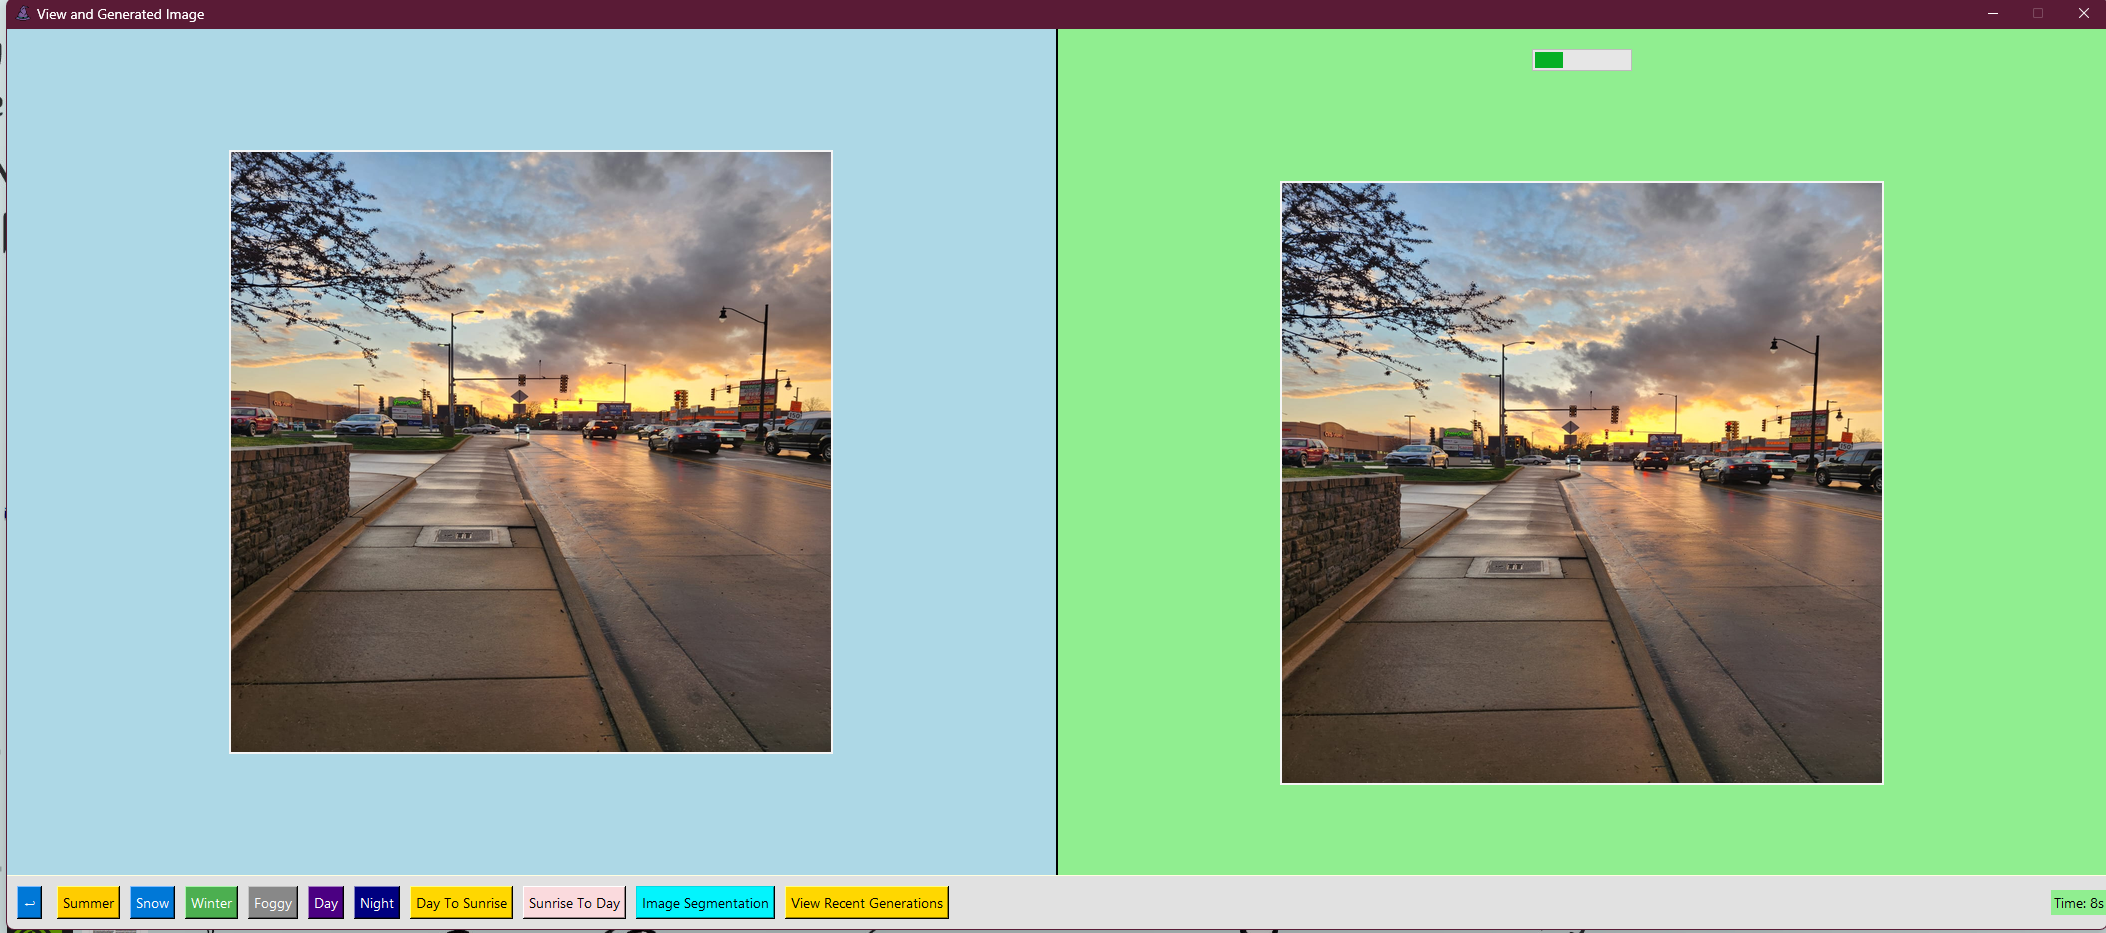 View and Generated Image
Summer
Snow
Winter
Foggy
Day
Night
Day To Sunrise
Sunrise To Day
Image Segmentation
View Recent Generations
Time: 8s